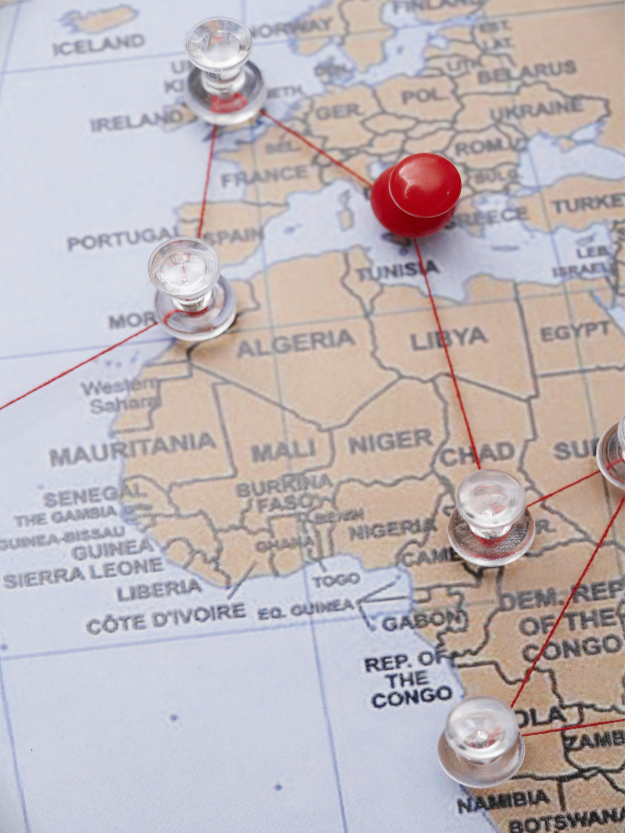 ICELAND
NORWAY
FINLAND
EST.
LAT.
LITH.
BELARUS
IRELAND
NETH.
GER.
POL.
UKRAINE
BEL.
FRANCE
ROM.
BULG.
PORTUGAL
SPAIN
GREECE
TURKEY
TUNISIA
LEB.
ISRAEL
MOR
ALGERIA
LIBYA
EGYPT
Western
Sahara
MAURITANIA
MALI
NIGER
CHAD
SU
SENEGAL
THE GAMBIA
GUINEA-BISSAU
GUINEA
SIERRA LEONE
LIBERIA
CÔTE D'IVOIRE
BURKINA
FASO
BENIN
GHANA
NIGERIA
TOGO
EQ. GUINEA
CAM
R.
GABON
REP. OF
THE
CONGO
DEM. REP
OF THE
CONGO
OLA
ZAMB
NAMIBIA
BOTSWANA